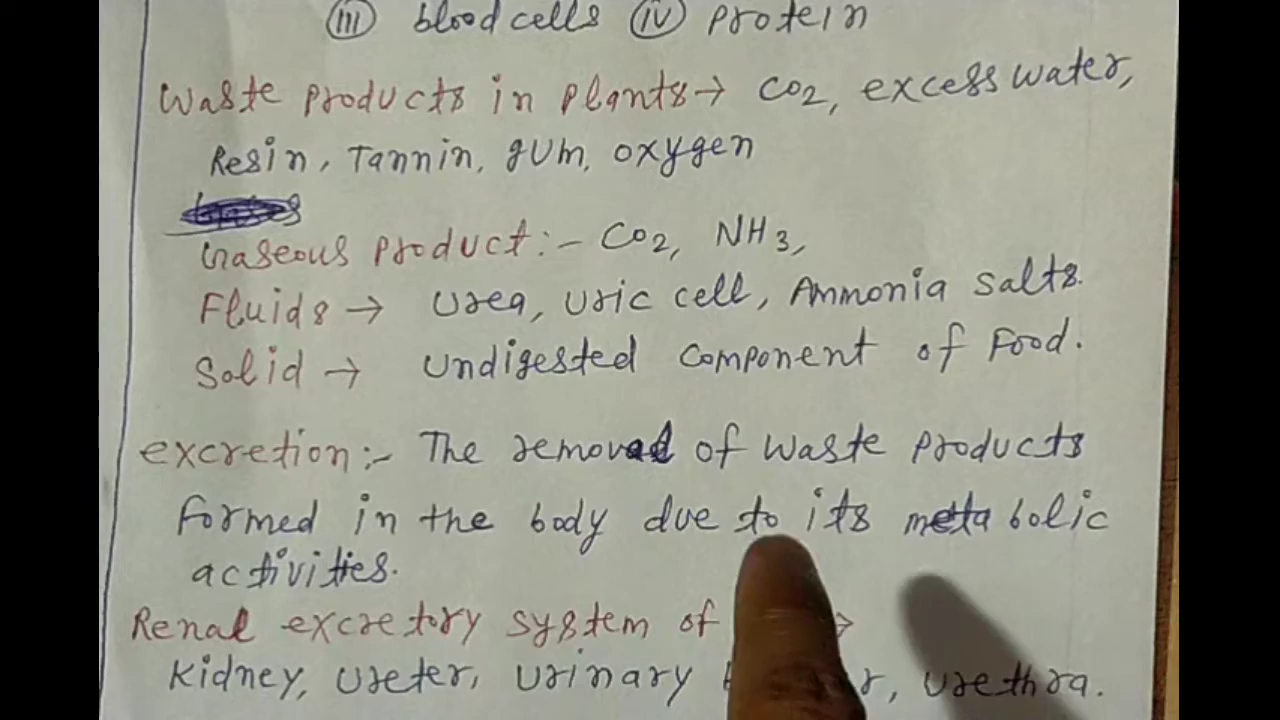 (iii) blood cells (iv) protein
Waste products in plants → CO2, excess water,
Resin, Tannin, gum, oxygen
Gaseous product:- CO2, NH3,
Fluids → Urea, Uric cell, Ammonia salts.
Solid → Undigested component of Food.
excretion:- The removal of waste products
formed in the body due to its metabolic
activities.
Renal excretory system of →
Kidney, Ureter, Urinary r, Urethra.